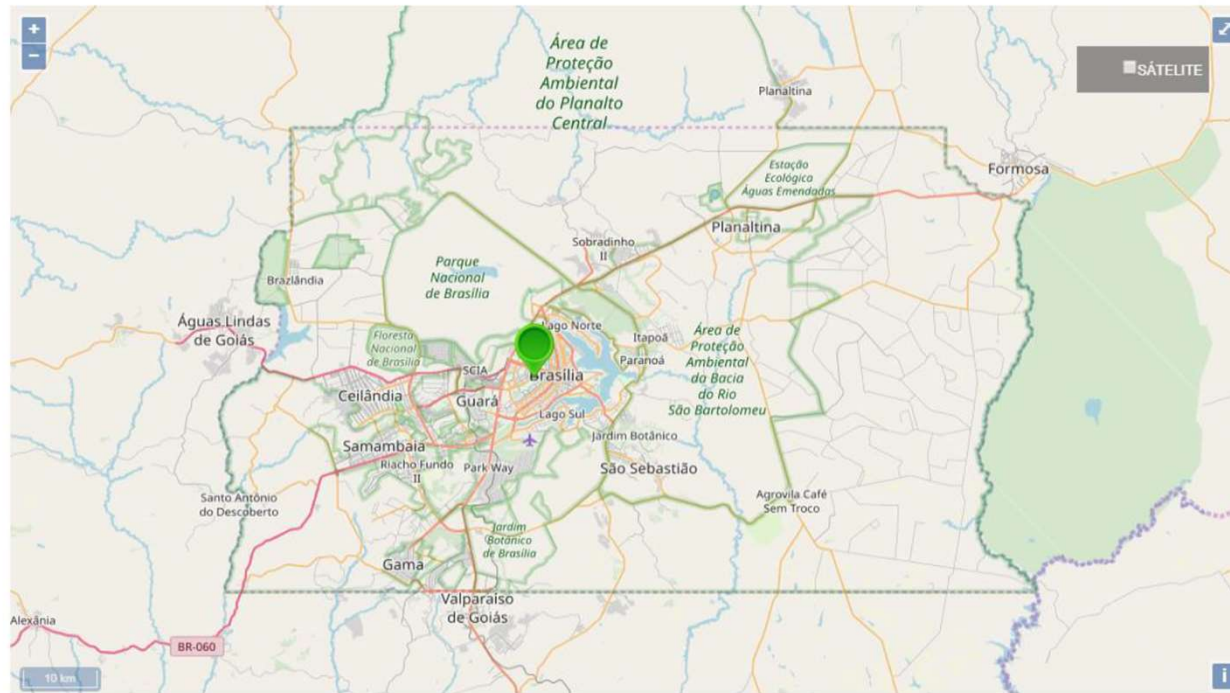 +
−
SÁTELITE
Área de
Proteção
Ambiental
do Planalto
Central
Planaltina
Formosa
Estação
Ecológica
Águas Emendadas
Planaltina
Sobradinho
II
Parque
Nacional
de Brasília
Brazlândia
Águas Lindas
de Goiás
Floresta
Nacional
de Brasília
Lago Norte
Itapoã
Paranoá
Área de
Proteção
Ambiental
da Bacia
do Rio
São Bartolomeu
SCIA
Brasília
Ceilândia
Guará
Lago Sul
Samambaia
Jardim Botânico
Riacho Fundo
II
Park Way
São Sebastião
Santo Antônio
do Descoberto
Agrovila Café
Sem Troco
Jardim
Botânico
de Brasília
Gama
Valparaíso
de Goiás
Alexânia
BR-060
10 km
i